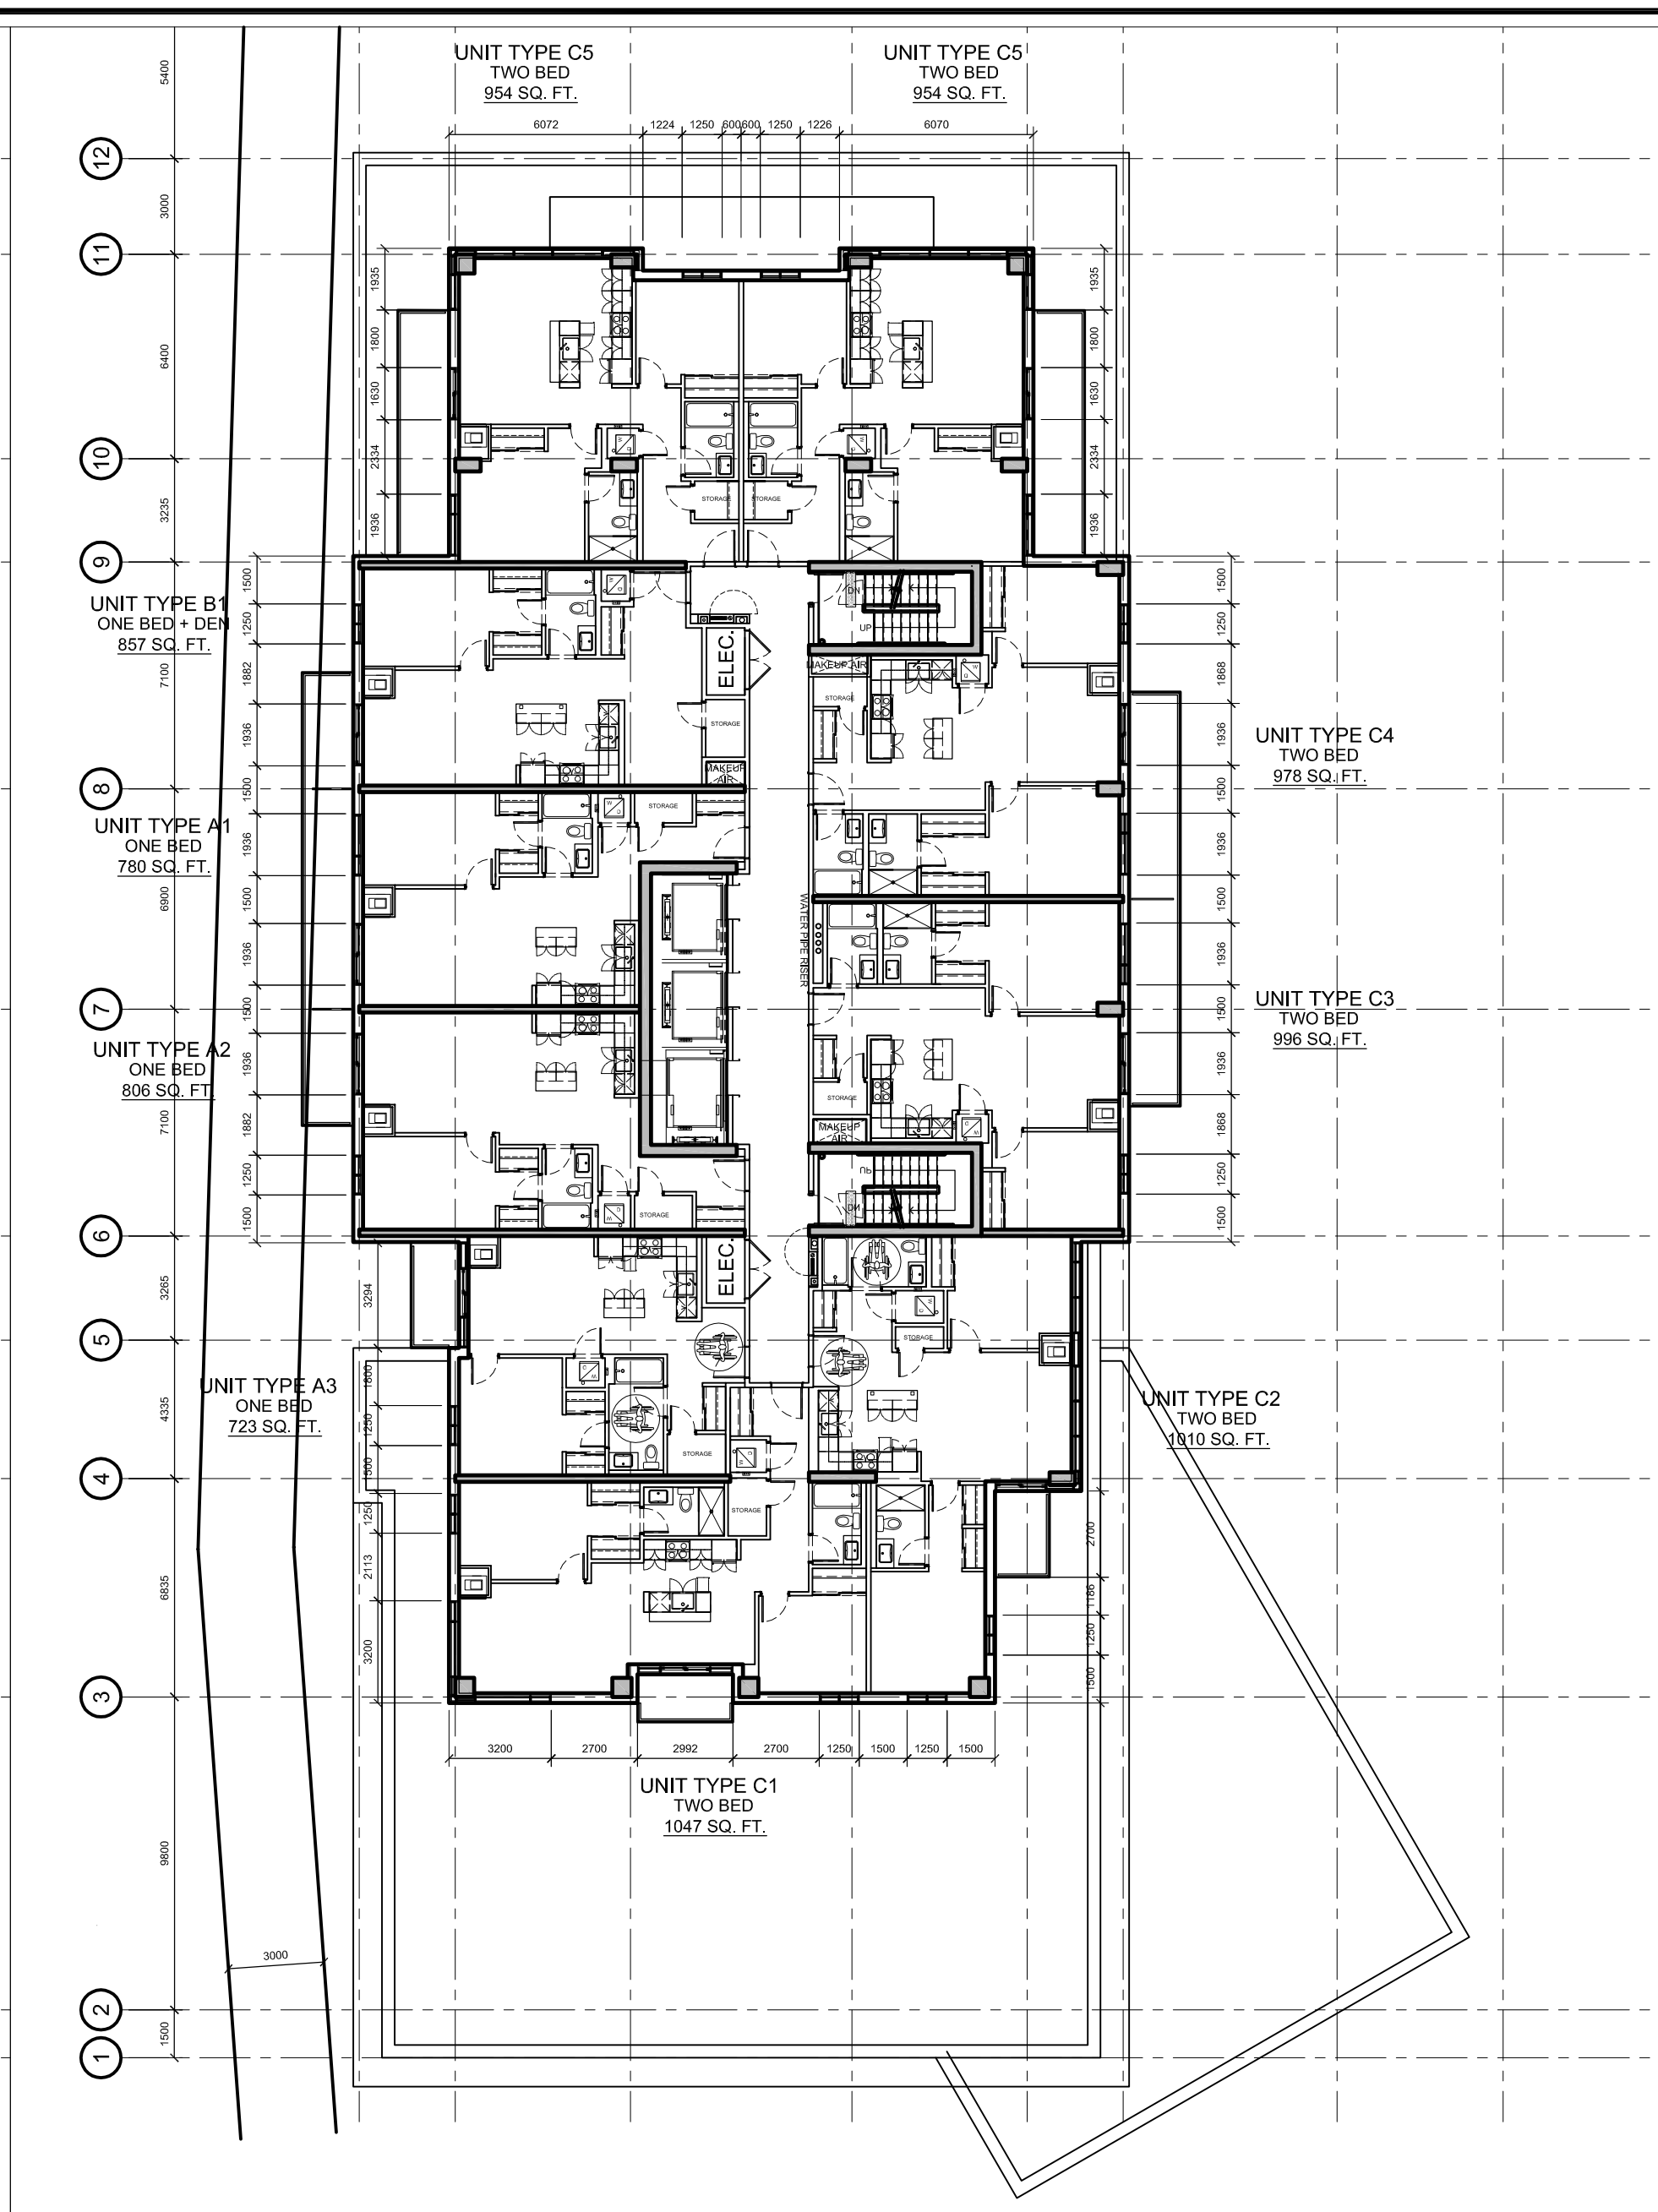 UNIT TYPE C5
TWO BED
954 SQ. FT.
UNIT TYPE C5
TWO BED
954 SQ. FT.
6072
1224
1250
600
600
1250
1226
6070
5400
12
3000
11
6400
10
3235
9
7100
8
6900
7
7100
6
3265
5
4335
4
6835
3
9800
2
1500
1
1935
1800
1630
2334
1936
1935
1800
1630
2334
1936
W
D
W
D
STORAGE
STORAGE
UNIT TYPE B1
ONE BED + DEN
857 SQ. FT.
1500
1250
1882
1936
1500
1936
1500
1936
1500
1936
1882
1250
1500
W
D
ELEC.
STORAGE
MAKEUP
AIR
DN
UP
MAKEUP AIR
STORAGE
W
D
1500
1250
1868
1936
1500
1936
1500
1936
1500
1936
1868
1250
1500
UNIT TYPE C4
TWO BED
978 SQ. FT.
UNIT TYPE A1
ONE BED
780 SQ. FT.
W
D
STORAGE
WATER PIPE RISER
UNIT TYPE C3
TWO BED
996 SQ. FT.
UNIT TYPE A2
ONE BED
806 SQ. FT.
STORAGE
MAKEUP
AIR
W
D
UP
DN
W
D
STORAGE
ELEC.
W
D
STORAGE
UNIT TYPE A3
ONE BED
723 SQ. FT.
3294
1800
1250
1500
1250
2113
3200
W
D
STORAGE
W
D
STORAGE
UNIT TYPE C2
TWO BED
1010 SQ. FT.
2700
1186
1250
1500
3200
2700
2992
2700
1250
1500
1250
1500
UNIT TYPE C1
TWO BED
1047 SQ. FT.
3000